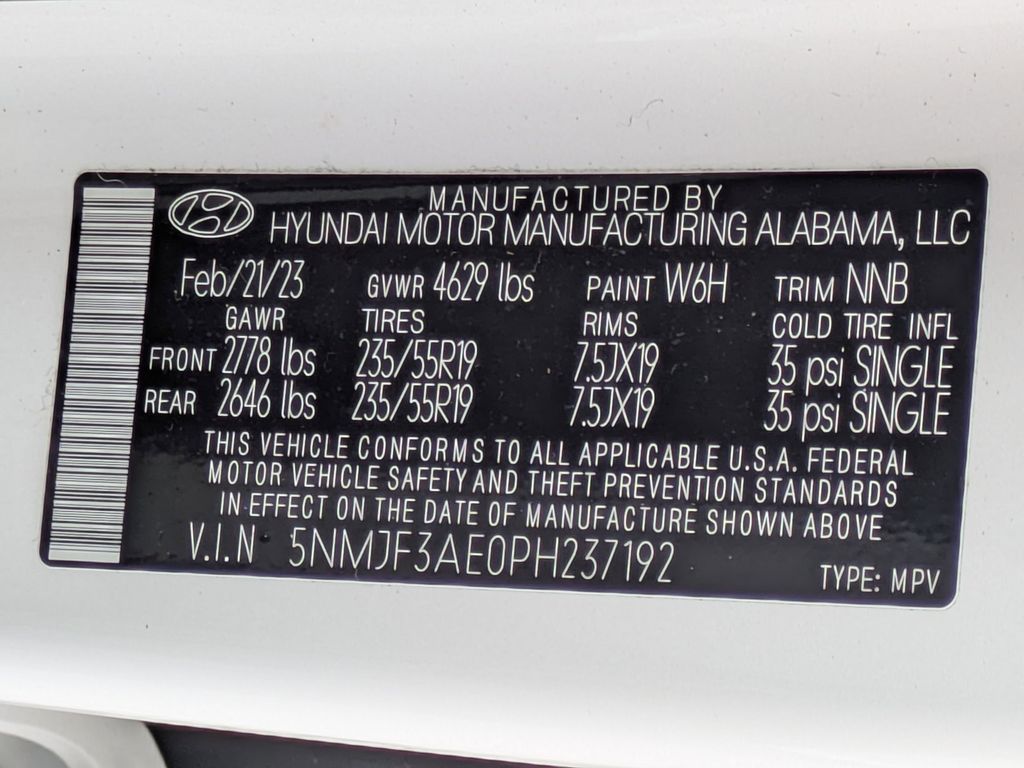 MANUFACTURED BY
HYUNDAI MOTOR MANUFACTURING ALABAMA, LLC
Feb/21/23 GVWR 4629 lbs PAINT W6H TRIM NNB
GAWR TIRES RIMS COLD TIRE INFL
FRONT 2778 lbs 235/55R19 7.5JX19 35 psi SINGLE
REAR 2646 lbs 235/55R19 7.5JX19 35 psi SINGLE
THIS VEHICLE CONFORMS TO ALL APPLICABLE U.S.A. FEDERAL
MOTOR VEHICLE SAFETY AND THEFT PREVENTION STANDARDS
IN EFFECT ON THE DATE OF MANUFACTURE SHOWN ABOVE
V.I.N 5NMJF3AE0PH237192
TYPE: MPV